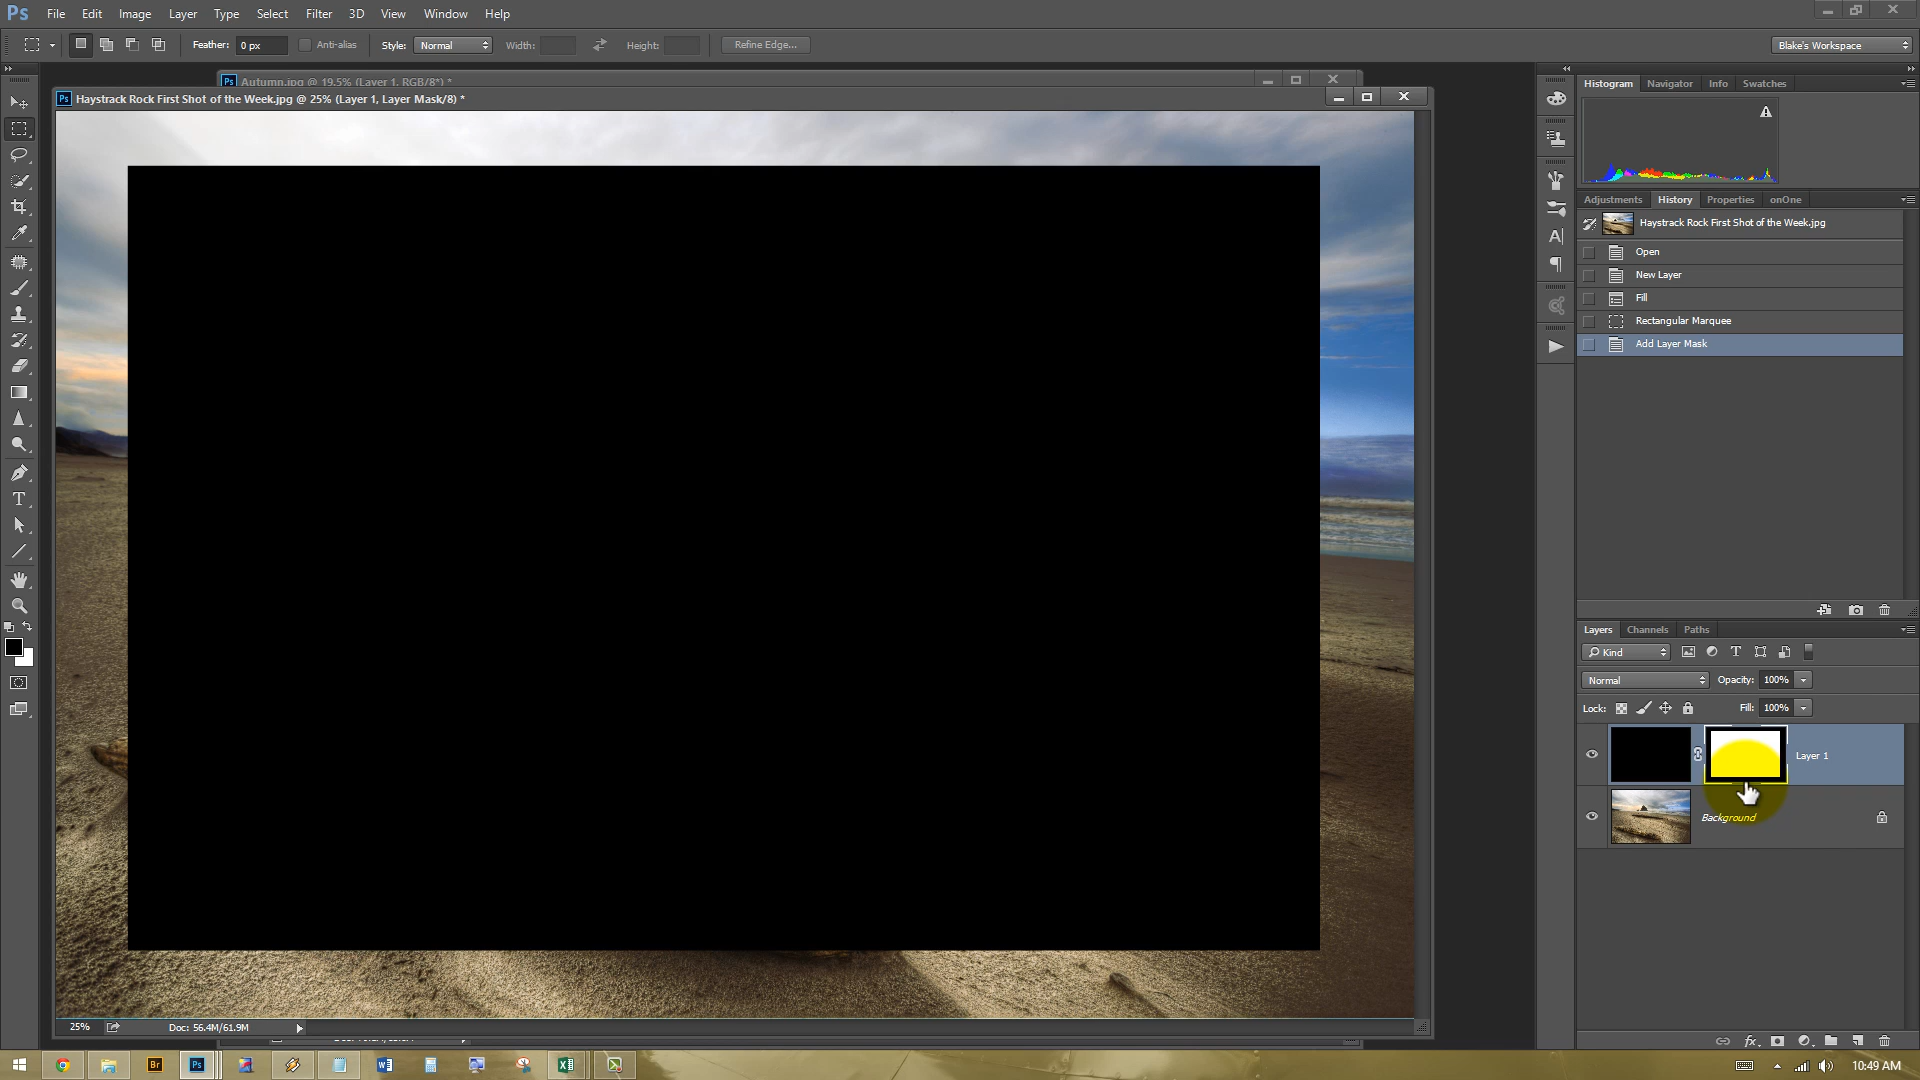 Ps File Edit Image Layer Type Select Filter 3D View Window Help
Feather: 0 px Anti-alias Style: Normal Width: Height: Refine Edge... Blake's Workspace
Ps Autumn.jpg @ 19.5% (Layer 1, RGB/8*) *
Ps Haystrack Rock First Shot of the Week.jpg @ 25% (Layer 1, Layer Mask/8) *
Histogram Navigator Info Swatches
Adjustments History Properties onOne
Haystrack Rock First Shot of the Week.jpg
Open
New Layer
Fill
Rectangular Marquee
Add Layer Mask
Layers Channels Paths
Kind
Normal Opacity: 100%
Lock: Fill: 100%
Layer 1
Background
25% Doc: 56.4M/61.9M
Br Ps
10:49 AM